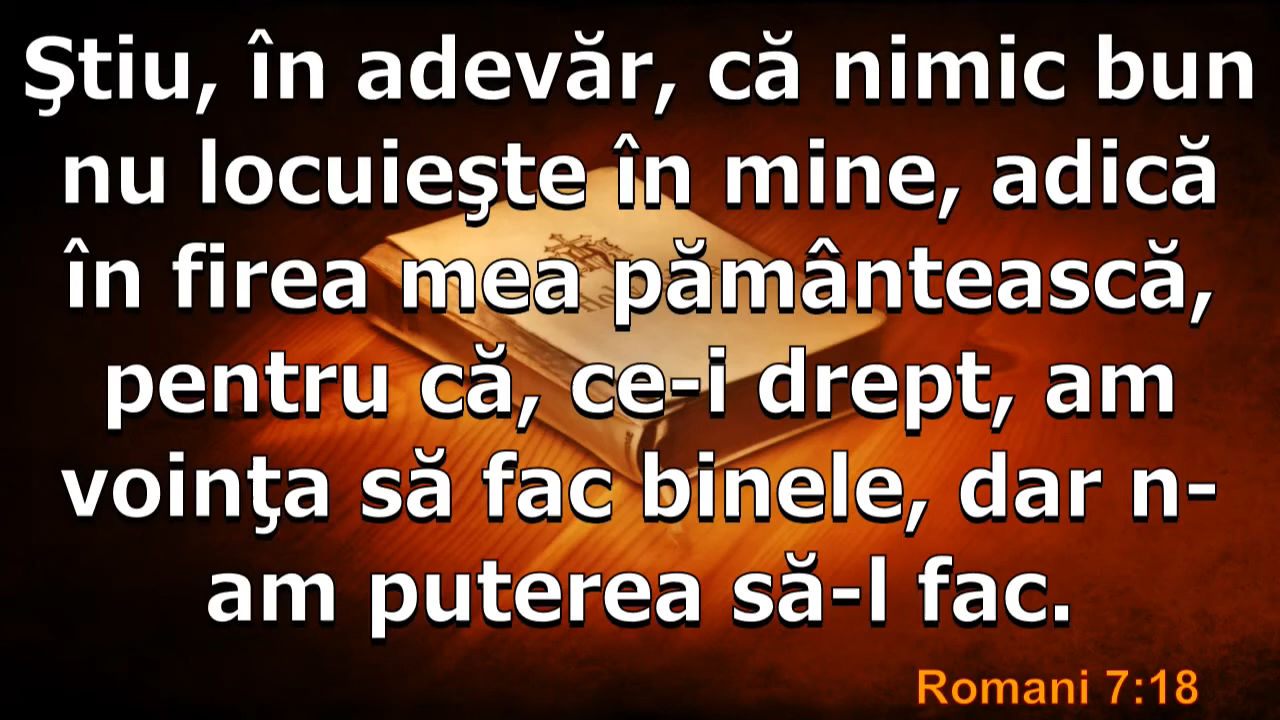 Ştiu, în adevăr, că nimic bun
nu locuieşte în mine, adică
în firea mea pământească,
pentru că, ce-i drept, am
voinţa să fac binele, dar n-
am puterea să-l fac.
Romani 7:18